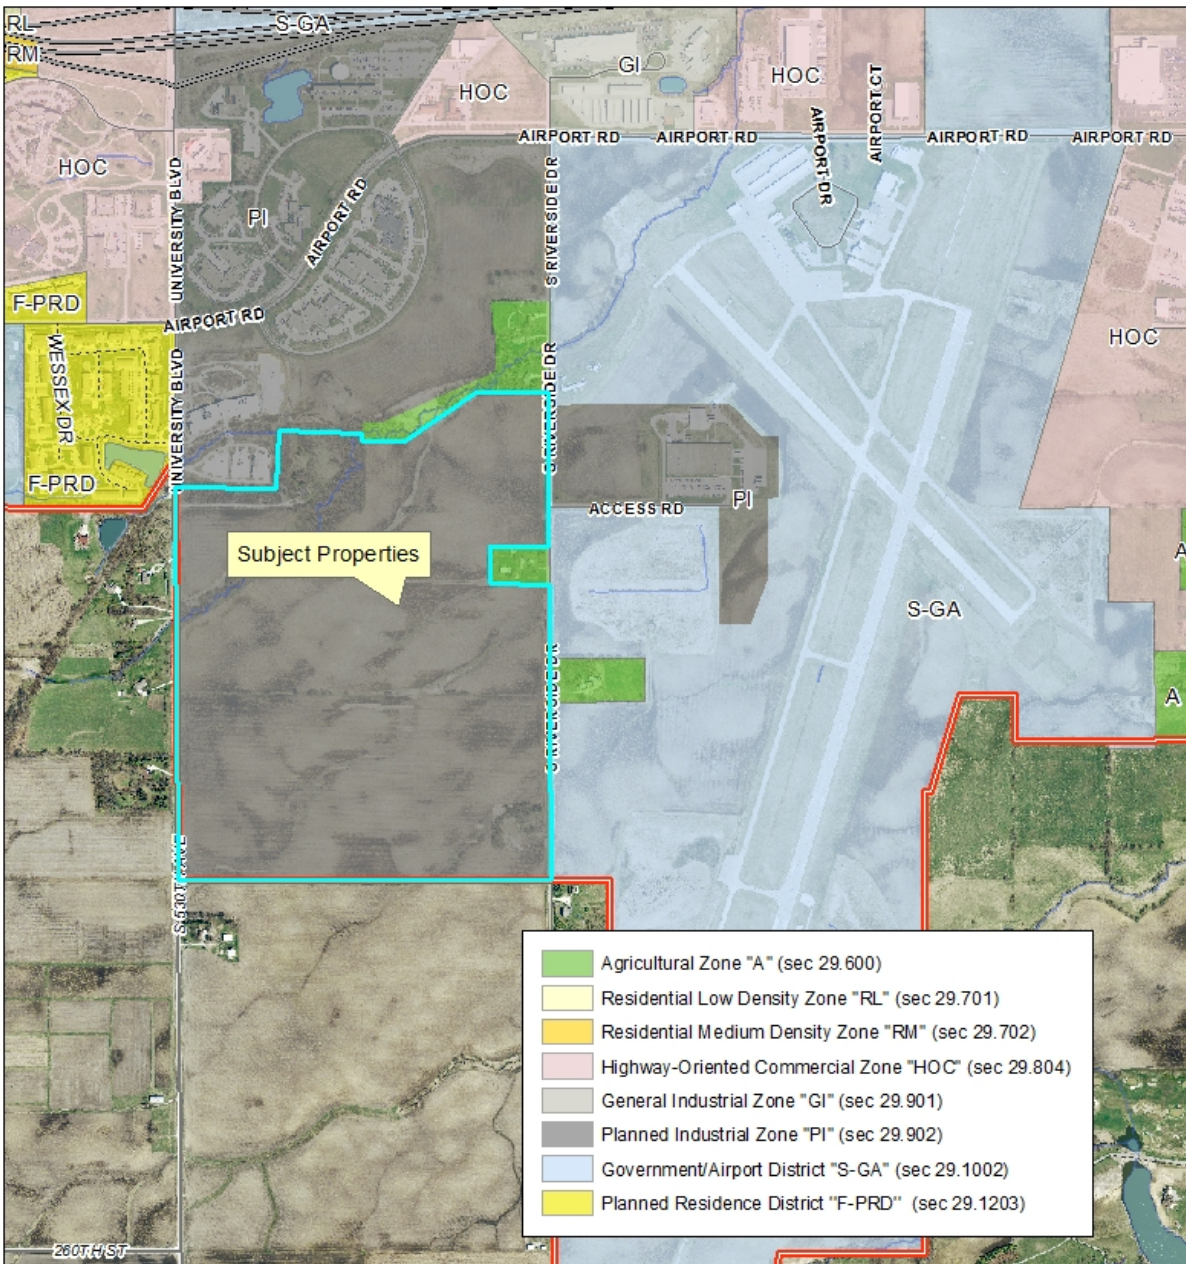 RL
S-GA
RM
GI
HOC
HOC
AIRPORT CT
AIRPORT RD
AIRPORT RD
AIRPORT RD
AIRPORT RD
AIRPORT DR
HOC
UNIVERSITY BLVD
S RIVERSIDE DR
PI
AIRPORT RD
F-PRD
AIRPORT RD
HOC
WESSEX DR
UNIVERSITY BLVD
S RIVERSIDE DR
F-PRD
PI
ACCESS RD
Subject Properties
A
S-GA
S RIVERSIDE DR
A
S 530TH AVE
Agricultural Zone "A" (sec 29.600)
Residential Low Density Zone "RL" (sec 29.701)
Residential Medium Density Zone "RM" (sec 29.702)
Highway-Oriented Commercial Zone "HOC" (sec 29.804)
General Industrial Zone "GI" (sec 29.901)
Planned Industrial Zone "PI" (sec 29.902)
Government/Airport District "S-GA" (sec 29.1002)
Planned Residence District "F-PRD" (sec 29.1203)
260TH ST